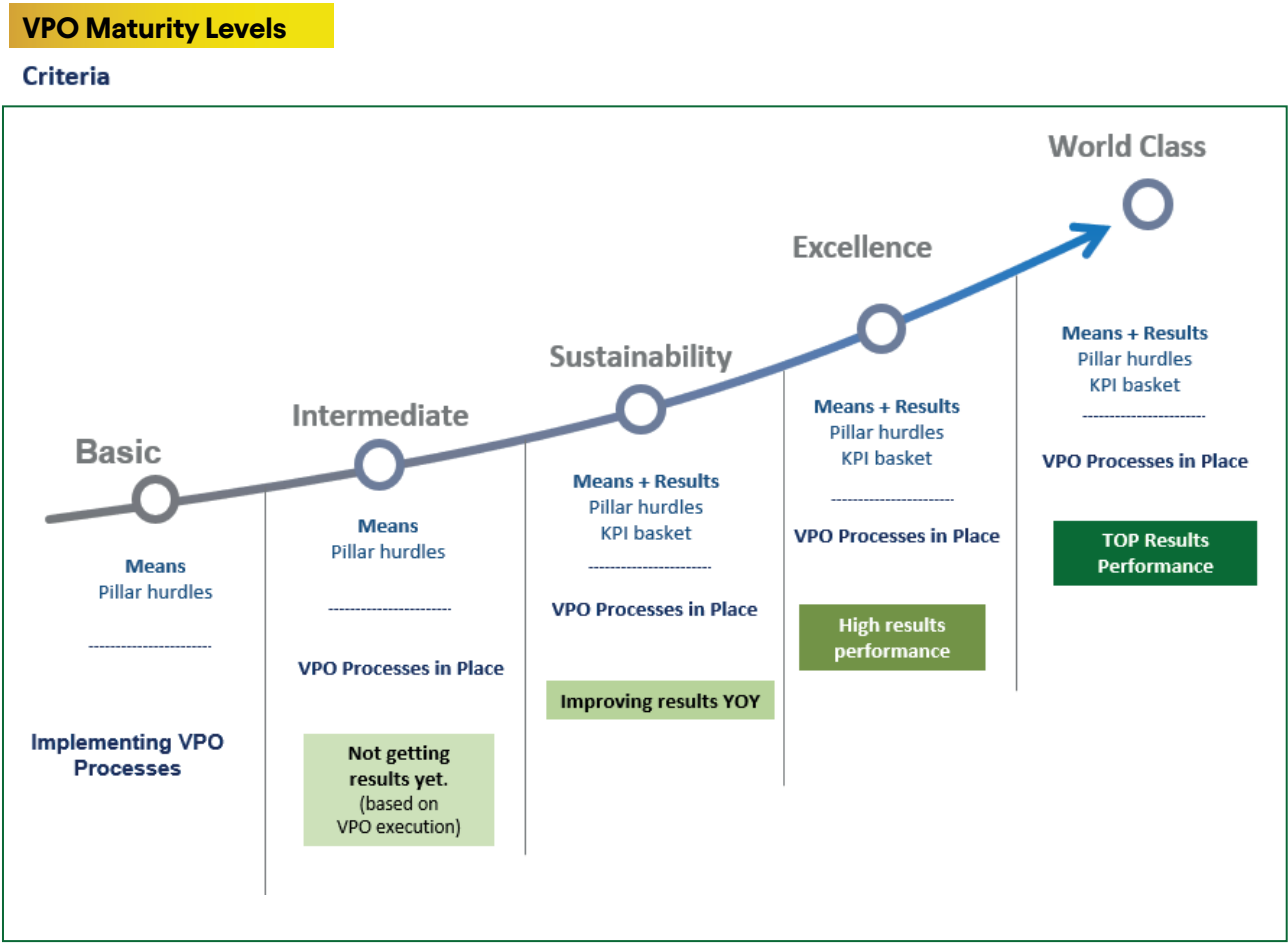 VPO Maturity Levels
Criteria
Basic
Means
Pillar hurdles
Implementing VPO
Processes
Intermediate
Means
Pillar hurdles
VPO Processes in Place
Not getting
results yet.
(based on
VPO execution)
Sustainability
Means + Results
Pillar hurdles
KPI basket
VPO Processes in Place
Improving results YOY
Excellence
Means + Results
Pillar hurdles
KPI basket
VPO Processes in Place
High results
performance
World Class
Means + Results
Pillar hurdles
KPI basket
VPO Processes in Place
TOP Results
Performance